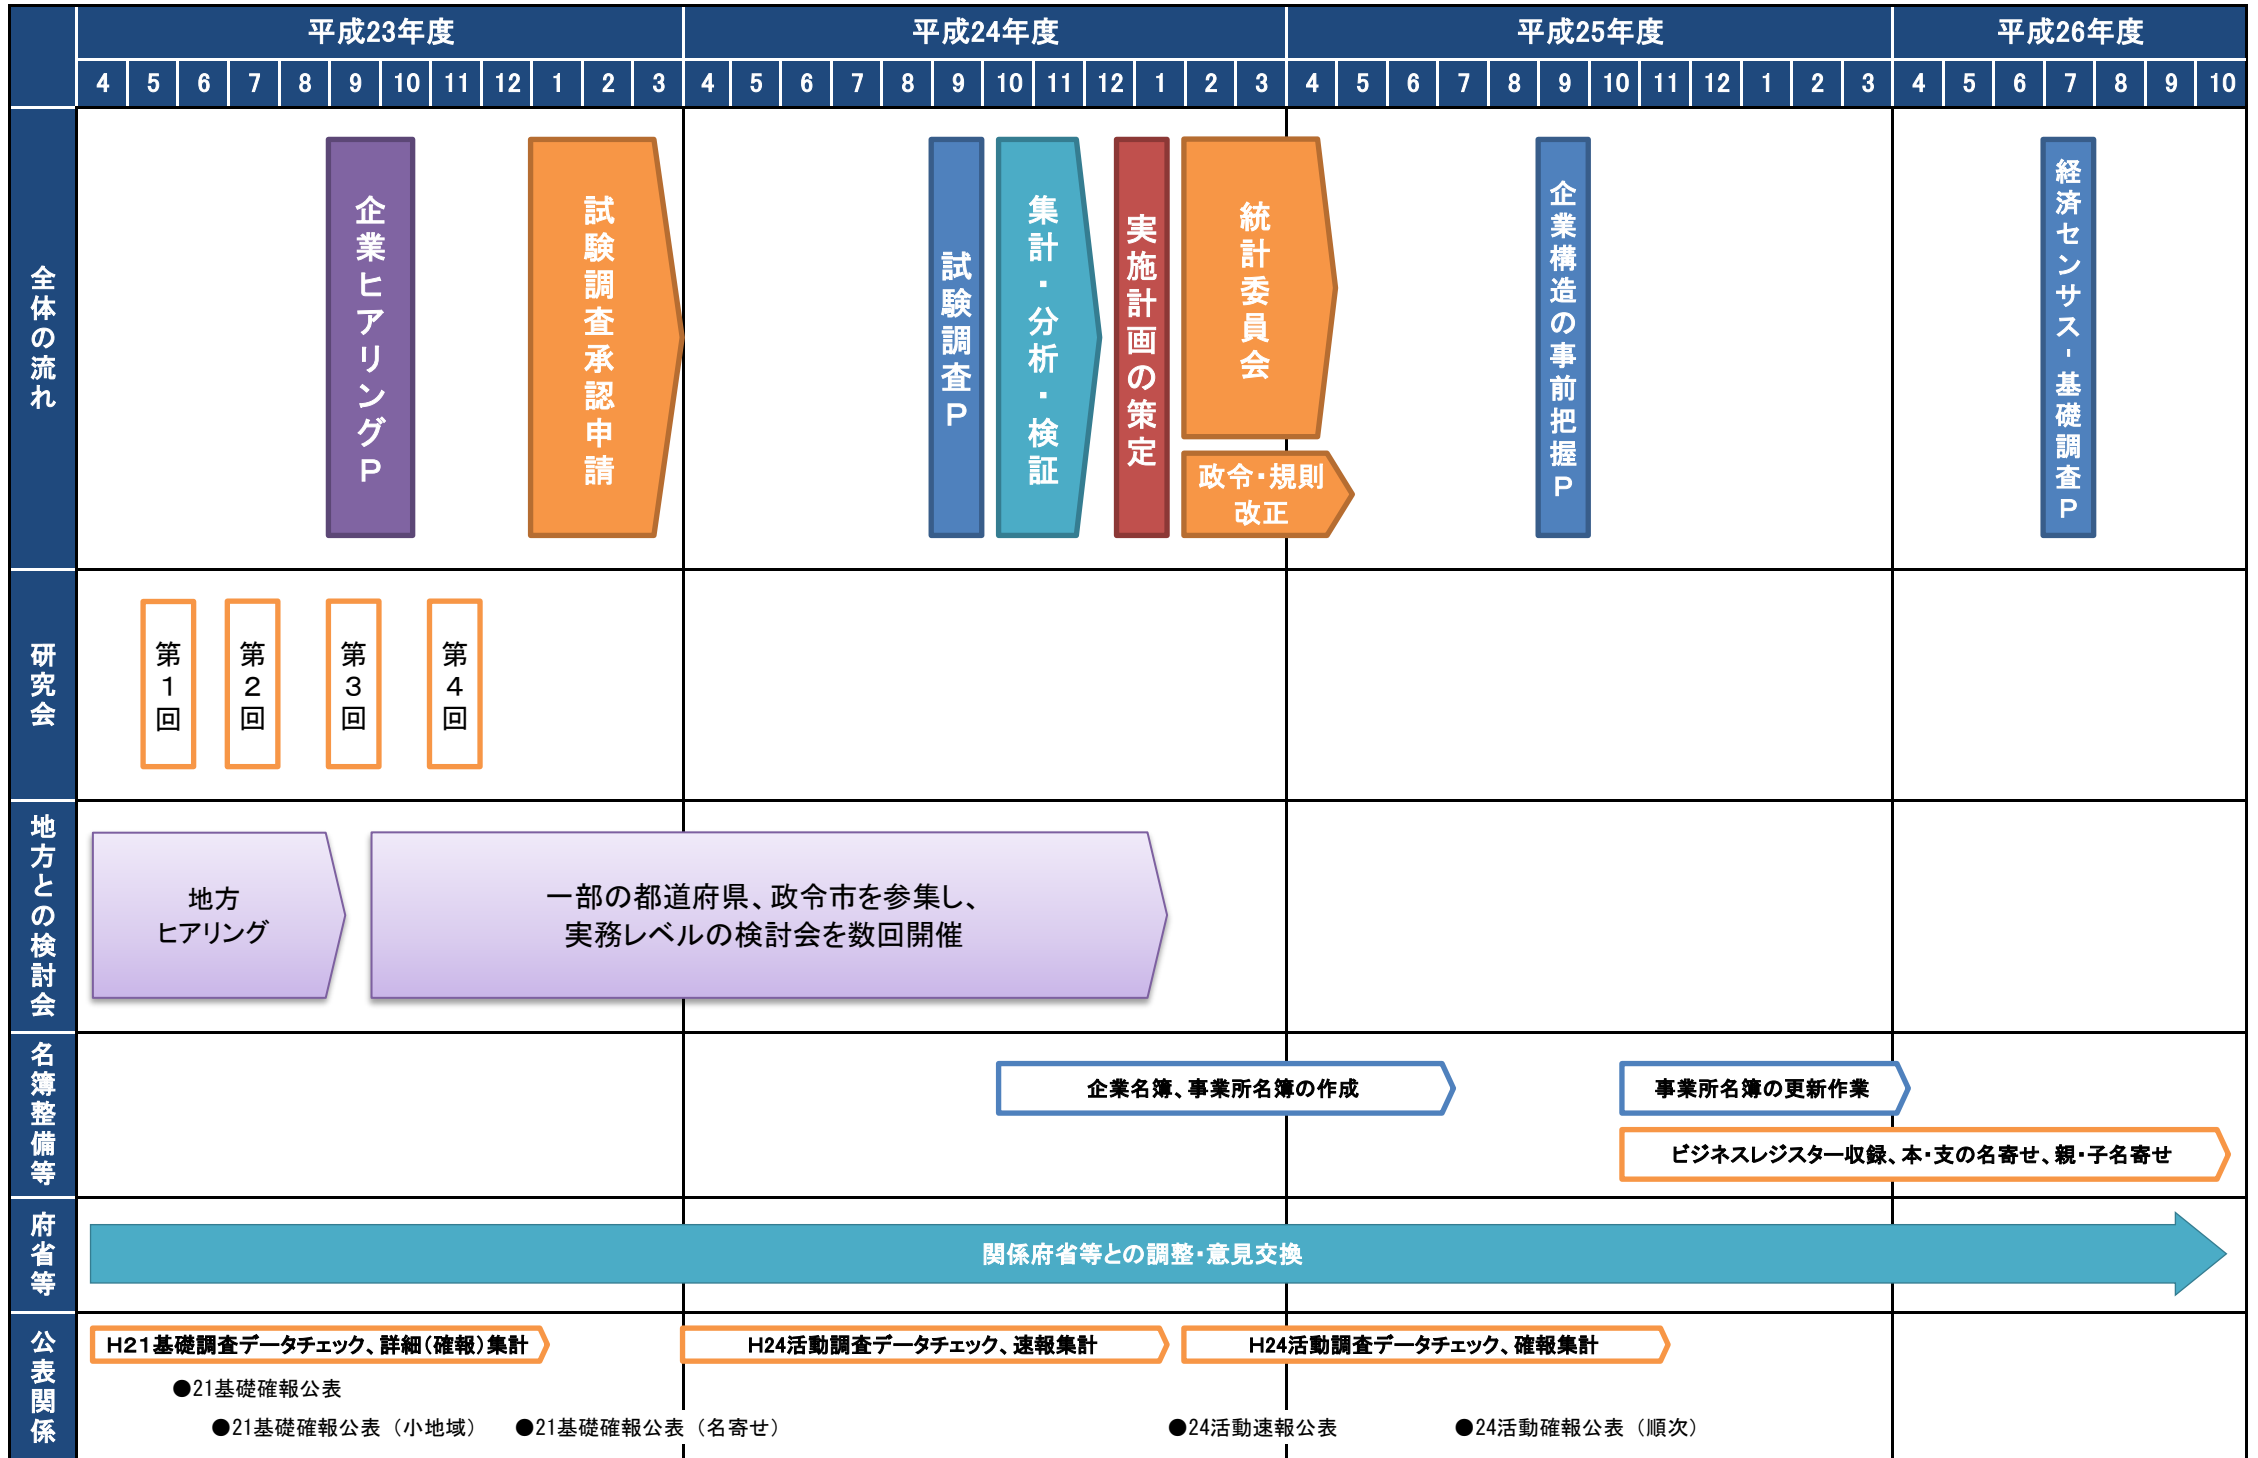 平成23年度
平成24年度
平成25年度
平成26年度
4 5 6 7 8 9 10 11 12 1 2 3 4 5 6 7 8 9 10 11 12 1 2 3 4 5 6 7 8 9 10 11 12 1 2 3 4 5 6 7 8 9 10
全体の流れ
企業ヒアリングP
試験調査承認申請
試験調査P
集計・分析・検証
実施計画の策定
統計委員会
政令・規則
改正
企業構造の事前把握P
経済センサス‐基礎調査P
研究会
第1回
第2回
第3回
第4回
地方との検討会
地方
ヒアリング
一部の都道府県、政令市を参集し、
実務レベルの検討会を数回開催
名簿整備等
企業名簿、事業所名簿の作成
事業所名簿の更新作業
ビジネスレジスター収録、本・支の名寄せ、親・子名寄せ
府省等
関係府省等との調整・意見交換
公表関係
H21基礎調査データチェック、詳細(確報)集計
H24活動調査データチェック、速報集計
H24活動調査データチェック、確報集計
●21基礎確報公表
●21基礎確報公表（小地域）
●21基礎確報公表（名寄せ）
●24活動速報公表
●24活動確報公表（順次）